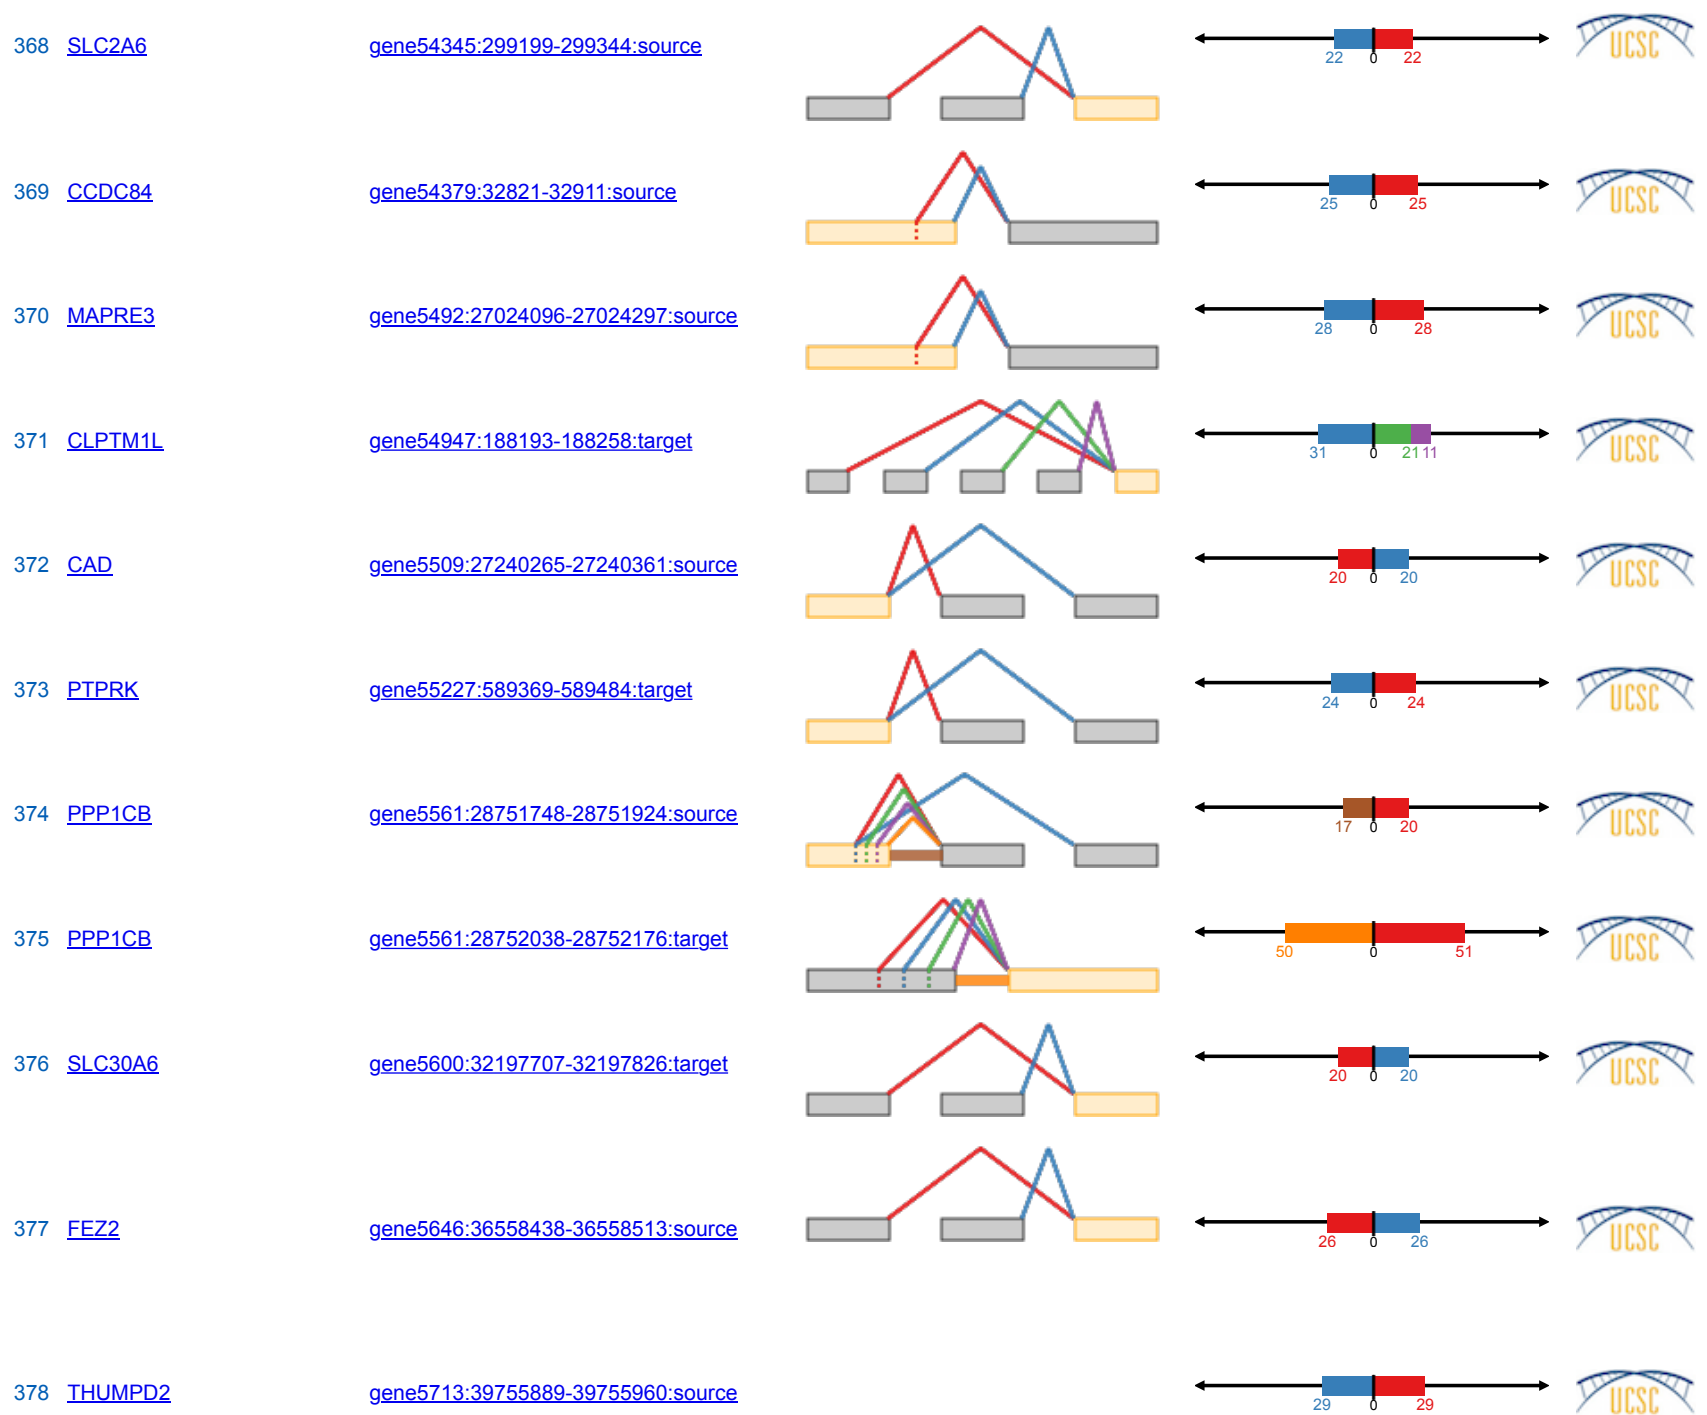 368 SLC2A6 gene54345:299199-299344:source 22 0 22 UCSC
369 CCDC84 gene54379:32821-32911:source 25 0 25 UCSC
370 MAPRE3 gene5492:27024096-27024297:source 28 0 28 UCSC
371 CLPTM1L gene54947:188193-188258:target 31 0 21 11 UCSC
372 CAD gene5509:27240265-27240361:source 20 0 20 UCSC
373 PTPRK gene55227:589369-589484:target 24 0 24 UCSC
374 PPP1CB gene5561:28751748-28751924:source 17 0 20 UCSC
375 PPP1CB gene5561:28752038-28752176:target 50 0 51 UCSC
376 SLC30A6 gene5600:32197707-32197826:target 20 0 20 UCSC
377 FEZ2 gene5646:36558438-36558513:source 26 0 26 UCSC
378 THUMPD2 gene5713:39755889-39755960:source 29 0 29 UCSC